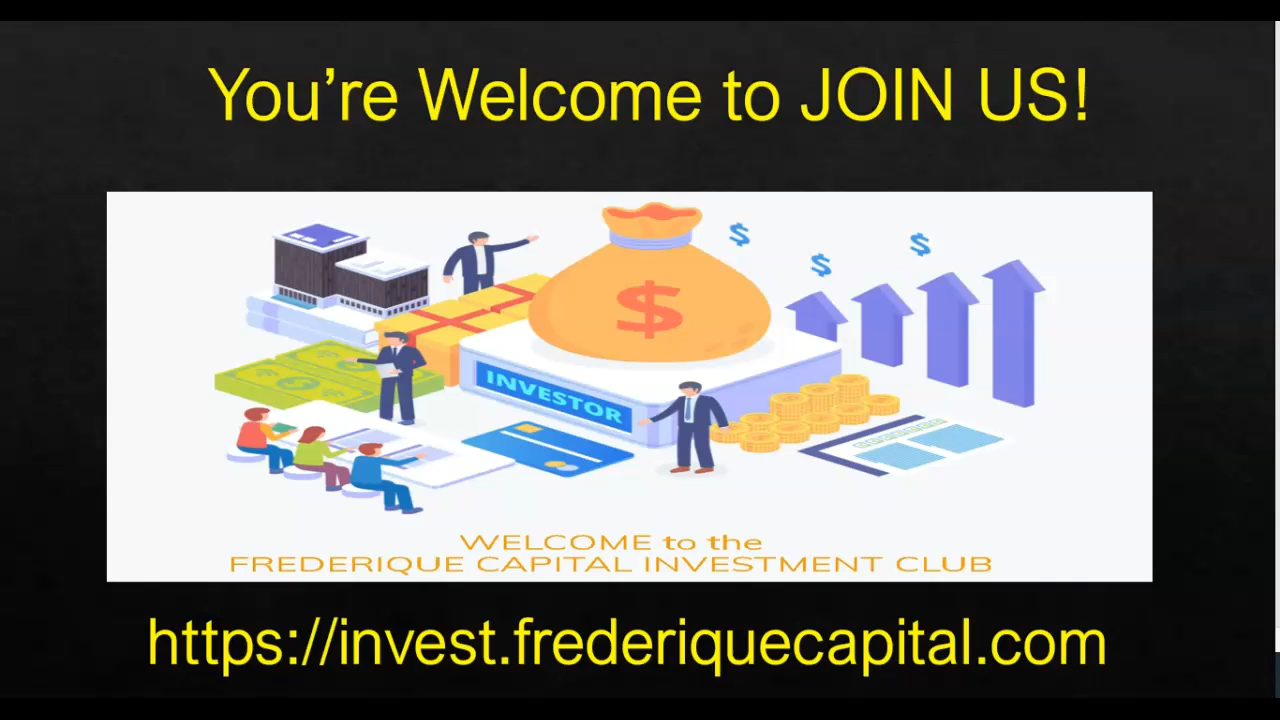 You’re Welcome to JOIN US!
$
$
$
$
INVESTOR
WELCOME to the
FREDERIQUE CAPITAL INVESTMENT CLUB
https://invest.frederiquecapital.com